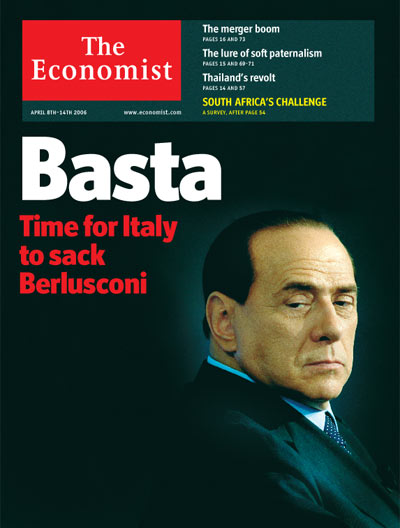 The
Economist
APRIL 8TH–14TH 2006
www.economist.com
The merger boom
PAGES 16 AND 73
The lure of soft paternalism
PAGES 15 AND 69-71
Thailand's revolt
PAGES 14 AND 57
SOUTH AFRICA'S CHALLENGE
A SURVEY, AFTER PAGE 54
Basta
Time for Italy
to sack
Berlusconi